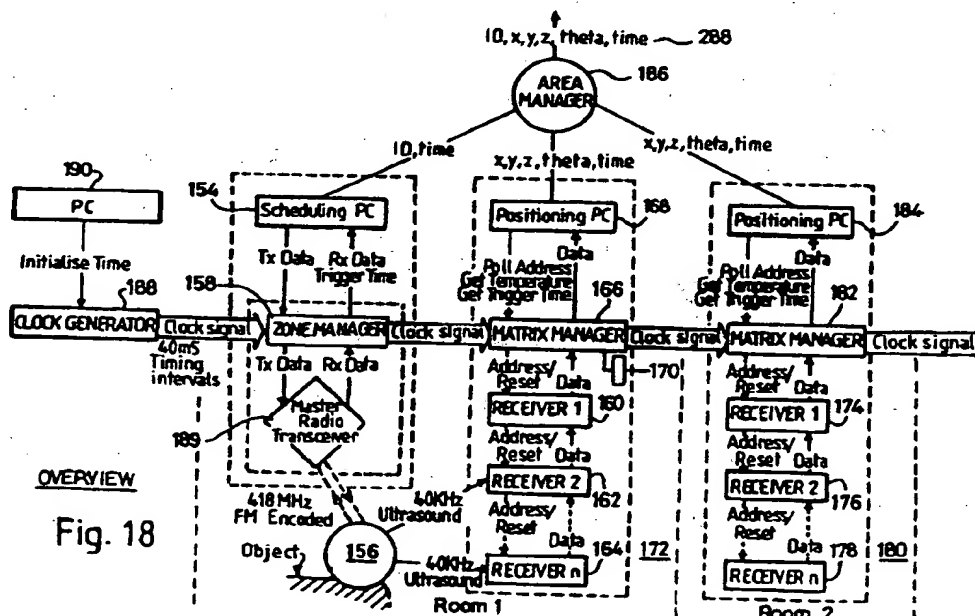 IO, x, y, z, theta, time
288
AREA MANAGER
186
IO, time
x, y, z, theta, time
x, y, z, theta, time
190
PC
154
Scheduling PC
Positioning PC
168
Positioning PC
184
Initialise Time
188
Tx Data
Rx Data
Trigger Time
158
Poll Address
Get Temperature
Get Trigger Time
Data
166
Poll Address
Get Temperature
Get Trigger Time
Data
182
CLOCK GENERATOR
Clock signal
ZONE MANAGER
Clock signal
MATRIX MANAGER
Clock signal
MATRIX MANAGER
Clock signal
40mS
Timing
intervals
Tx Data
Rx Data
170
Address/
Reset
Data
Address/
Reset
Data
189
Master
Radio
Transceiver
RECEIVER 1
160
RECEIVER 1
174
Address/
Reset
Data
Address/
Reset
Data
OVERVIEW
RECEIVER 2
162
RECEIVER 2
176
418 MHz
FM Encoded
40KHz
Ultrasound
Address/
Reset
Data
Address/
Reset
Data
Fig. 18
Object
156
40KHz
Ultrasound
RECEIVER n
164
172
RECEIVER n
178
180
Room 1
Room 2